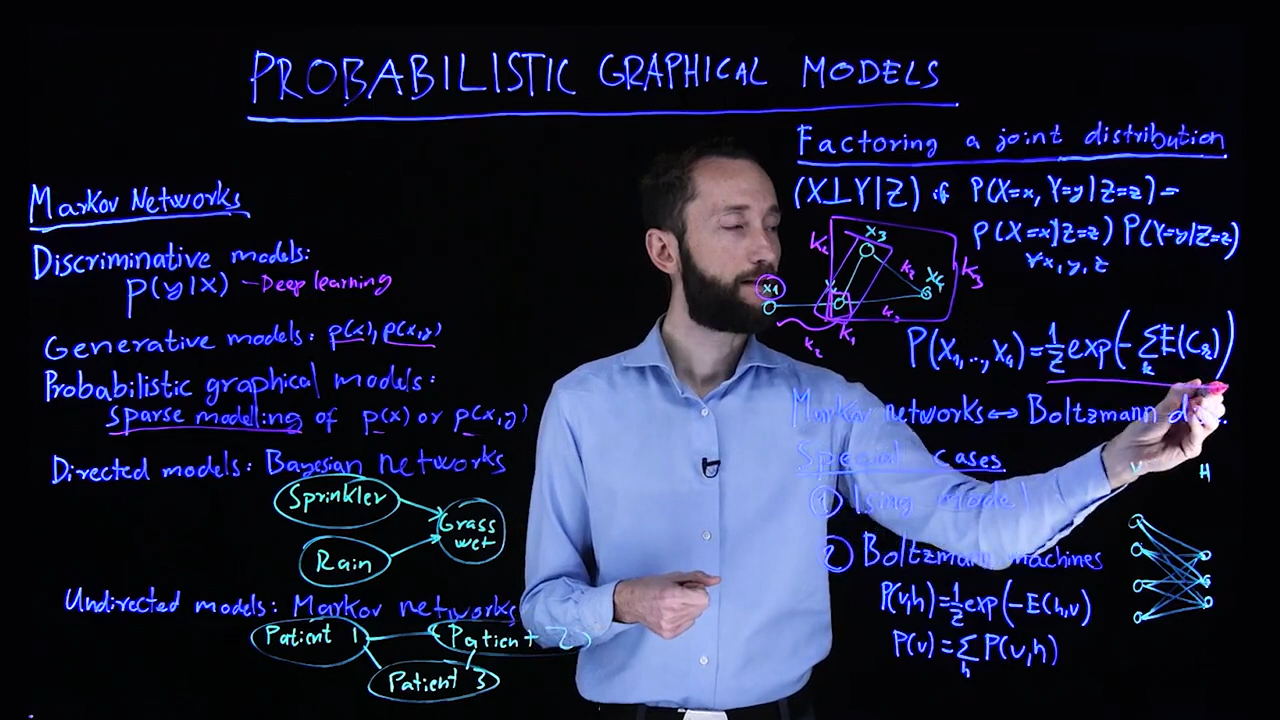 PROBABILISTIC GRAPHICAL MODELS
Markov Networks
Discriminative models:
p(y|x) – Deep learning
Generative models: p(x), p(x,y)
Probabilistic graphical models:
sparse modelling of p(x) or p(x,y)
Directed models: Bayesian networks
Sprinkler
Grass wet
Rain
Undirected models: Markov networks
Patient 1
Patient 2
Patient 3
Factoring a joint distribution
(X⊥Y|Z) if P(X=x, Y=y|Z=z) =
P(X=x|Z=z) P(Y=y|Z=z)
∀x,y,z
x1
x3
x4
k2
k1
k3
P(X1,..,X4) = 1/Z exp(-∑k E(Ck))
Markov networks ↔ Boltzmann
Special cases
① Ising model
② Boltzmann machines
P(v,h) = 1/Z exp(-E(h,v))
P(v) = ∑h P(v,h)
V H